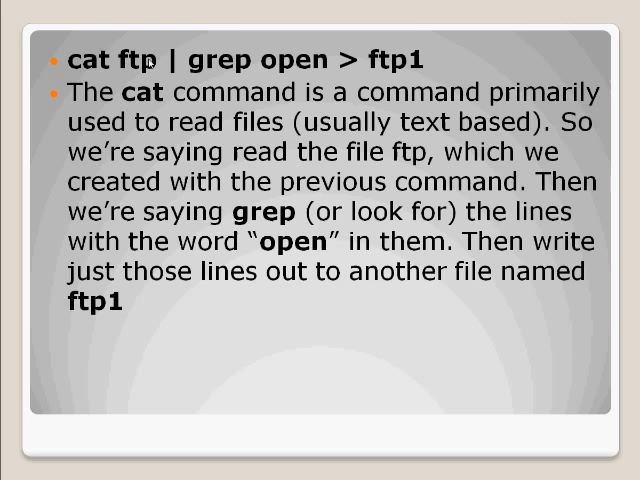 cat ftp | grep open > ftp1
The cat command is a command primarily
used to read files (usually text based). So
we’re saying read the file ftp, which we
created with the previous command. Then
we’re saying grep (or look for) the lines
with the word “open” in them. Then write
just those lines out to another file named
ftp1